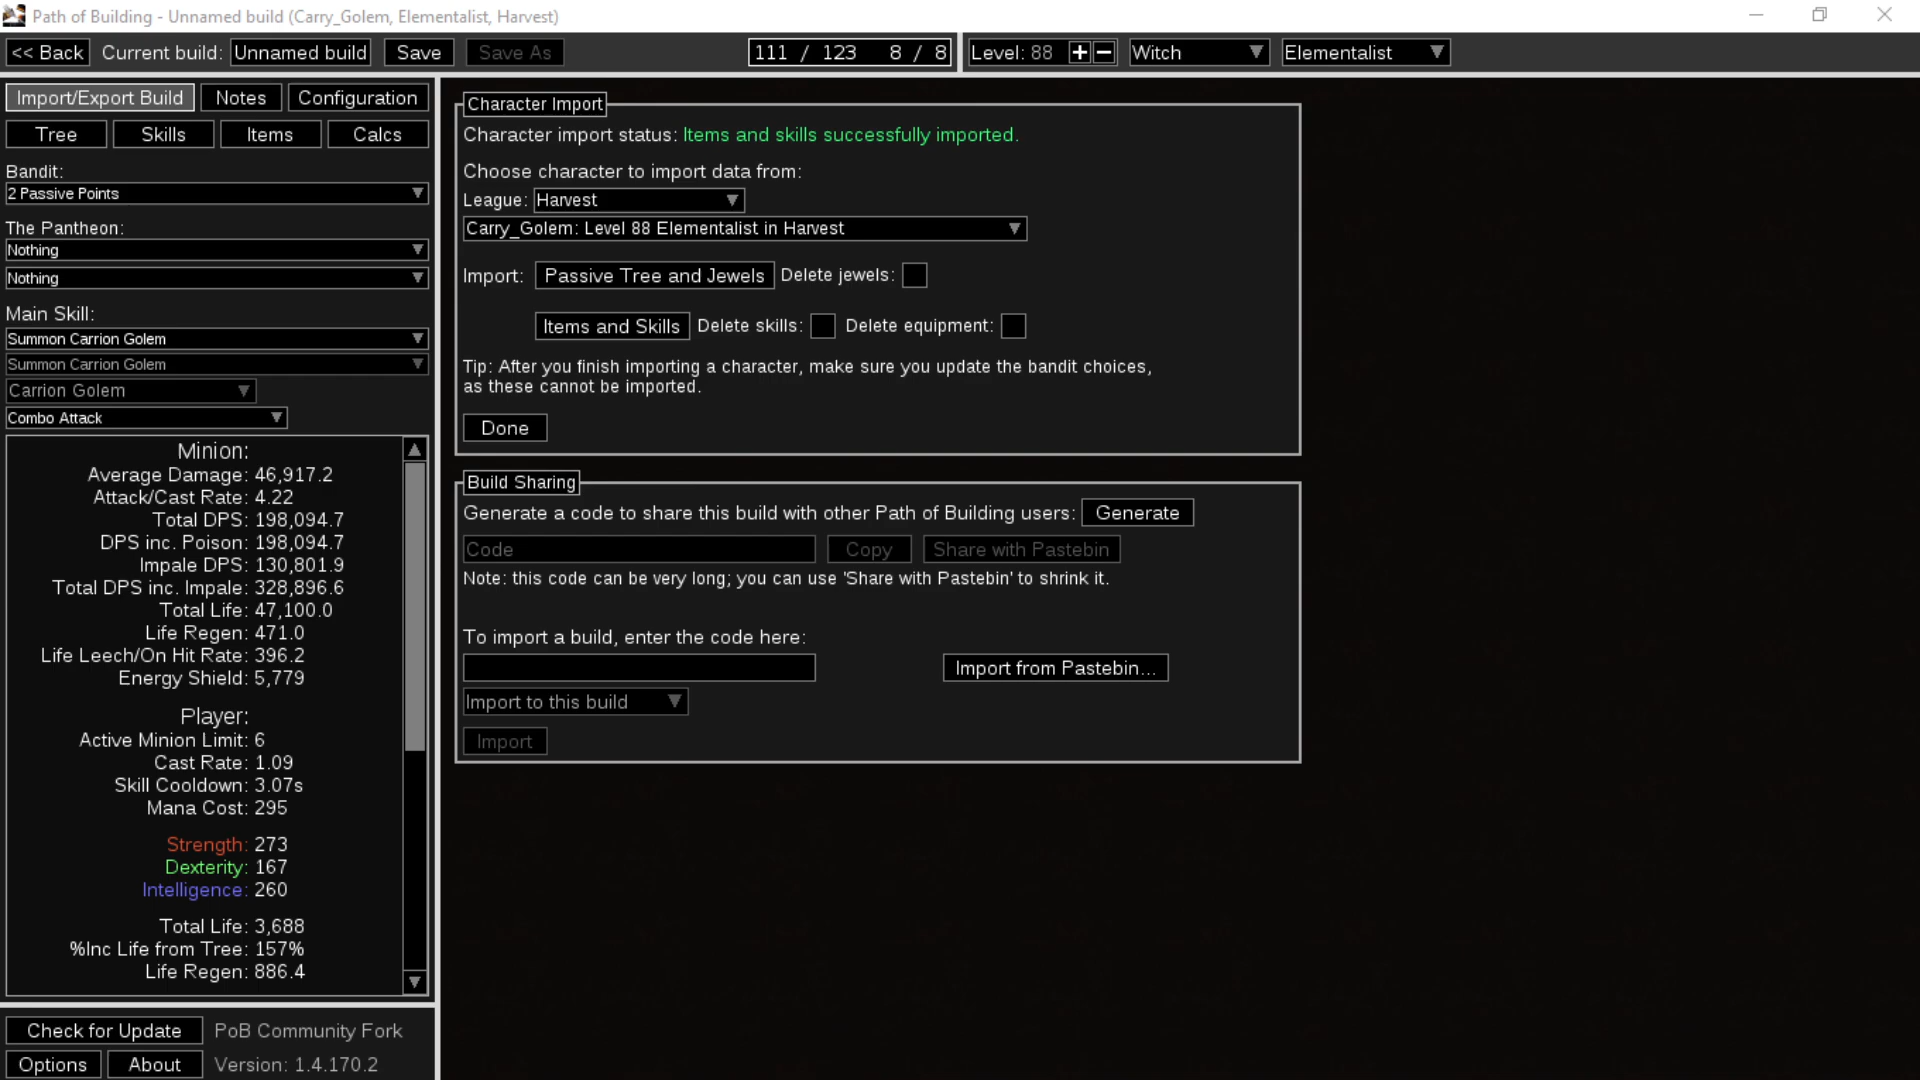 Path of Building - Unnamed build (Carry_Golem, Elementalist, Harvest)
<< Back Current build: Unnamed build Save Save As 111 / 123 8 / 8 Level: 88 + − Witch Elementalist
Import/Export Build Notes Configuration
Tree Skills Items Calcs
Bandit:
2 Passive Points
The Pantheon:
Nothing
Nothing
Main Skill:
Summon Carrion Golem
Summon Carrion Golem
Carrion Golem
Combo Attack
Minion:
Average Damage: 46,917.2
Attack/Cast Rate: 4.22
Total DPS: 198,094.7
DPS inc. Poison: 198,094.7
Impale DPS: 130,801.9
Total DPS inc. Impale: 328,896.6
Total Life: 47,100.0
Life Regen: 471.0
Life Leech/On Hit Rate: 396.2
Energy Shield: 5,779
Player:
Active Minion Limit: 6
Cast Rate: 1.09
Skill Cooldown: 3.07s
Mana Cost: 295
Strength: 273
Dexterity: 167
Intelligence: 260
Total Life: 3,688
%Inc Life from Tree: 157%
Life Regen: 886.4
Check for Update PoB Community Fork
Options About Version: 1.4.170.2
Character Import
Character import status: Items and skills successfully imported.
Choose character to import data from:
League: Harvest
Carry_Golem: Level 88 Elementalist in Harvest
Import: Passive Tree and Jewels Delete jewels:
Items and Skills Delete skills: Delete equipment:
Tip: After you finish importing a character, make sure you update the bandit choices,
as these cannot be imported.
Done
Build Sharing
Generate a code to share this build with other Path of Building users: Generate
Code Copy Share with Pastebin
Note: this code can be very long; you can use 'Share with Pastebin' to shrink it.
To import a build, enter the code here:
Import from Pastebin...
Import to this build
Import